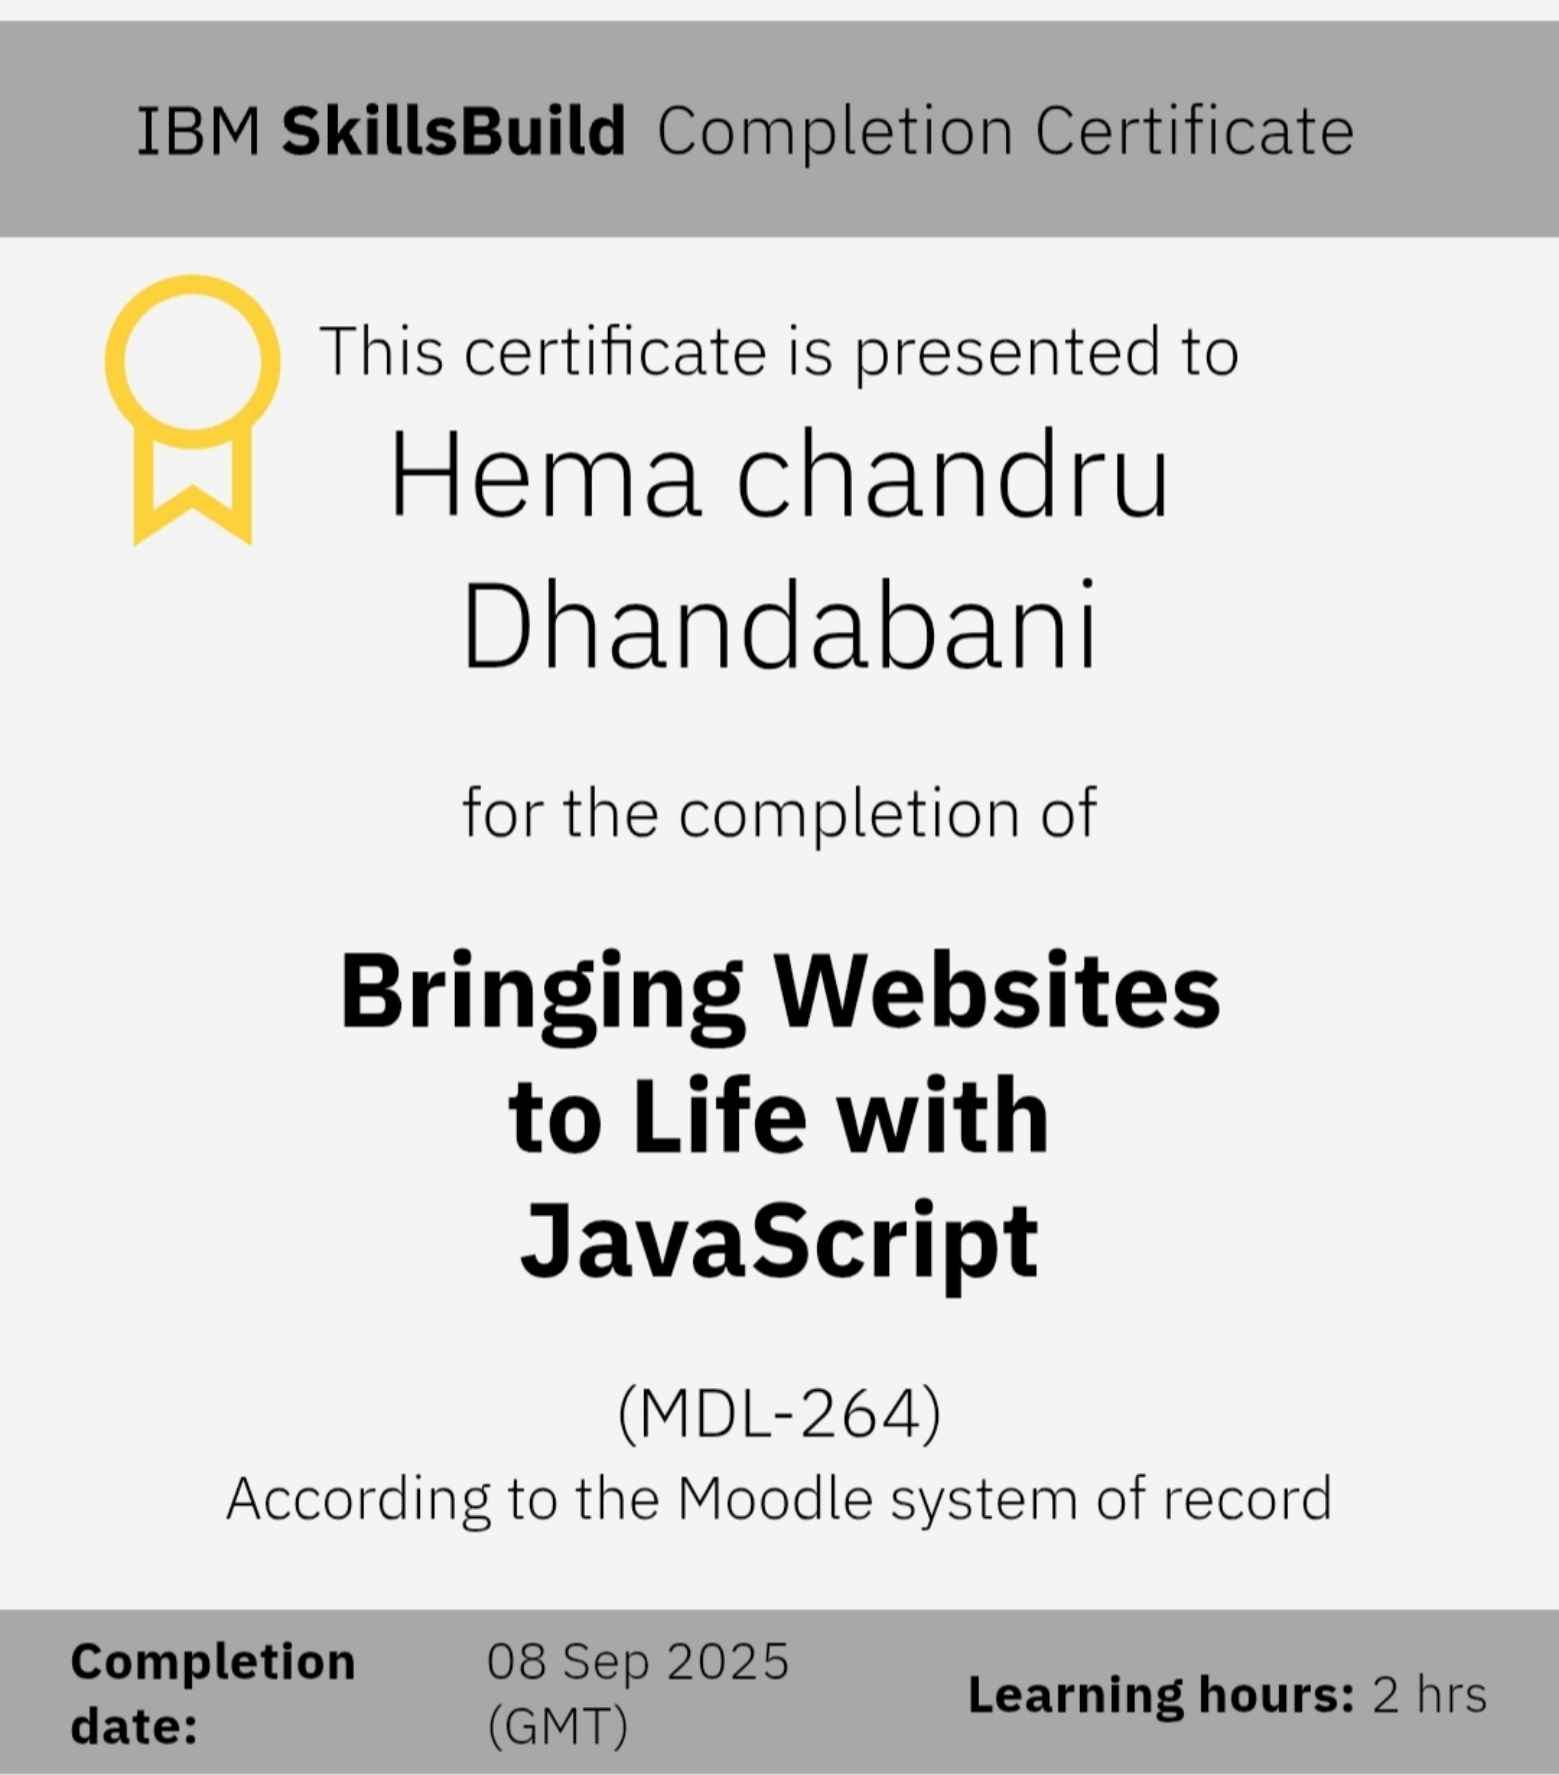 IBM SkillsBuild Completion Certificate
This certificate is presented to
Hema chandru
Dhandabani
for the completion of
Bringing Websites
to Life with
JavaScript
(MDL-264)
According to the Moodle system of record
Completion
date:
08 Sep 2025
(GMT)
Learning hours: 2 hrs